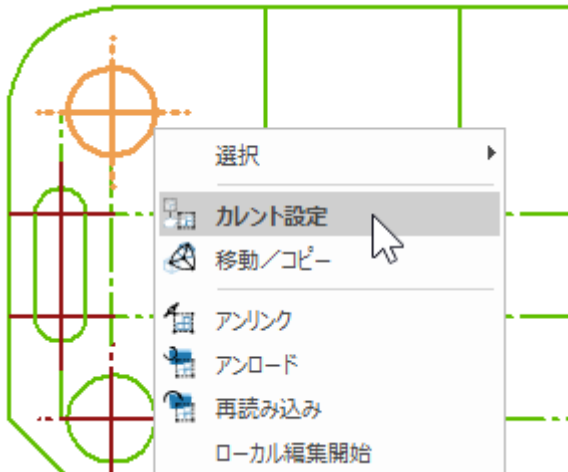 選択
カレント設定
移動／コピー
アンリンク
アンロード
再読み込み
ローカル編集開始